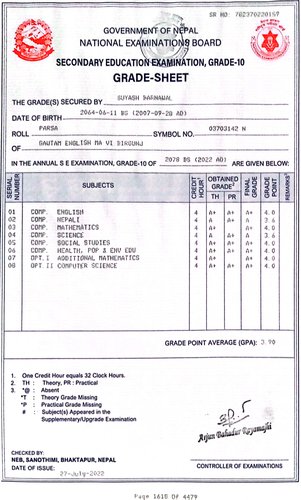 SR NO: 782370220157
GOVERNMENT OF NEPAL
NATIONAL EXAMINATIONS BOARD
SECONDARY EDUCATION EXAMINATION, GRADE-10
GRADE-SHEET
THE GRADE(S) SECURED BY SUYASH BARNAWAL
DATE OF BIRTH 2064-06-11 BS (2007-09-28 AD)
ROLL PARSA SYMBOL NO. 03703142 N
OF GAUTAM ENGLISH MA VI BIRGUNJ
IN THE ANNUAL S E EXAMINATION, GRADE-10 OF 2078 BS (2022 AD) ARE GIVEN BELOW:
SERIAL NUMBER SUBJECTS CREDIT HOUR¹ OBTAINED GRADE² TH PR FINAL GRADE GRADE POINT REMARKS³
01 COMP. ENGLISH 4 A+ A+ A+ 4.0
02 COMP. NEPALI 4 A A+ A 3.6
03 COMP. MATHEMATICS 4 A+ A+ 4.0
04 COMP. SCIENCE 4 A A+ A 3.6
05 COMP. SOCIAL STUDIES 4 A+ A+ A+ 4.0
06 COMP. HEALTH, POP & ENV EDU 4 A+ A+ A+ 4.0
07 OPT.I ADDITIONAL MATHEMATICS 4 A+ A+ 4.0
08 OPT.II COMPUTER SCIENCE 4 A+ A+ A+ 4.0
GRADE POINT AVERAGE (GPA): 3.90
1. One Credit Hour equals 32 Clock Hours.
2. TH : Theory, PR : Practical
3. *@ : Absent
*T : Theory Grade Missing
*P : Practical Grade Missing
# : Subject(s) Appeared in the
Supplementary/Upgrade Examination
Arjun Bahadur Rayamajhi
CHECKED BY:
NEB, SANOTHIMI, BHAKTAPUR, NEPAL
DATE OF ISSUE: 27-July-2022
CONTROLLER OF EXAMINATIONS
Page 1618 Of 4479